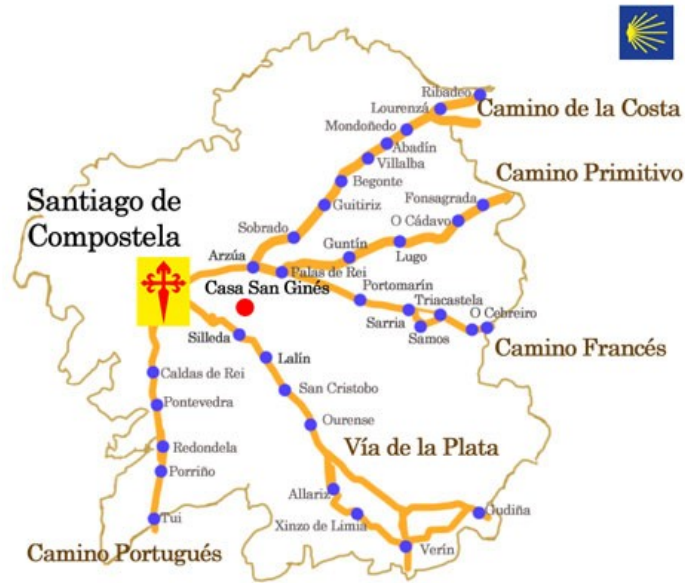 Ribadeo
Lourenzá
Camino de la Costa
Mondoñedo
Abadín
Villalba
Camino Primitivo
Begonte
Fonsagrada
Santiago de
Compostela
Guitiriz
O Cádavo
Sobrado
Guntín
Lugo
Arzúa
Palas de Rei
Casa San Ginés
Portomarín
Triacastela
O Cebreiro
Sarria
Samos
Camino Francés
Silleda
Lalín
Caldas de Rei
San Cristobo
Pontevedra
Ourense
Redondela
Vía de la Plata
Porriño
Allariz
Gudiña
Xinzo de Limia
Tui
Verín
Camino Portugués